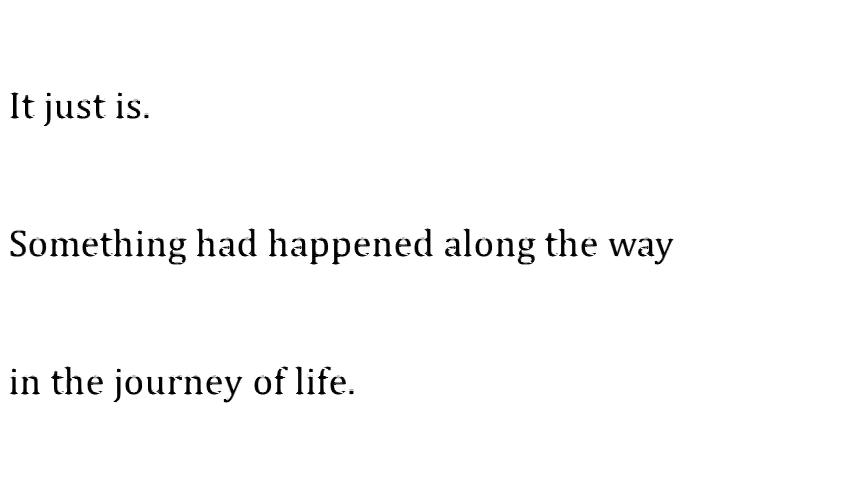 It just is.
Something had happened along the way
in the journey of life.